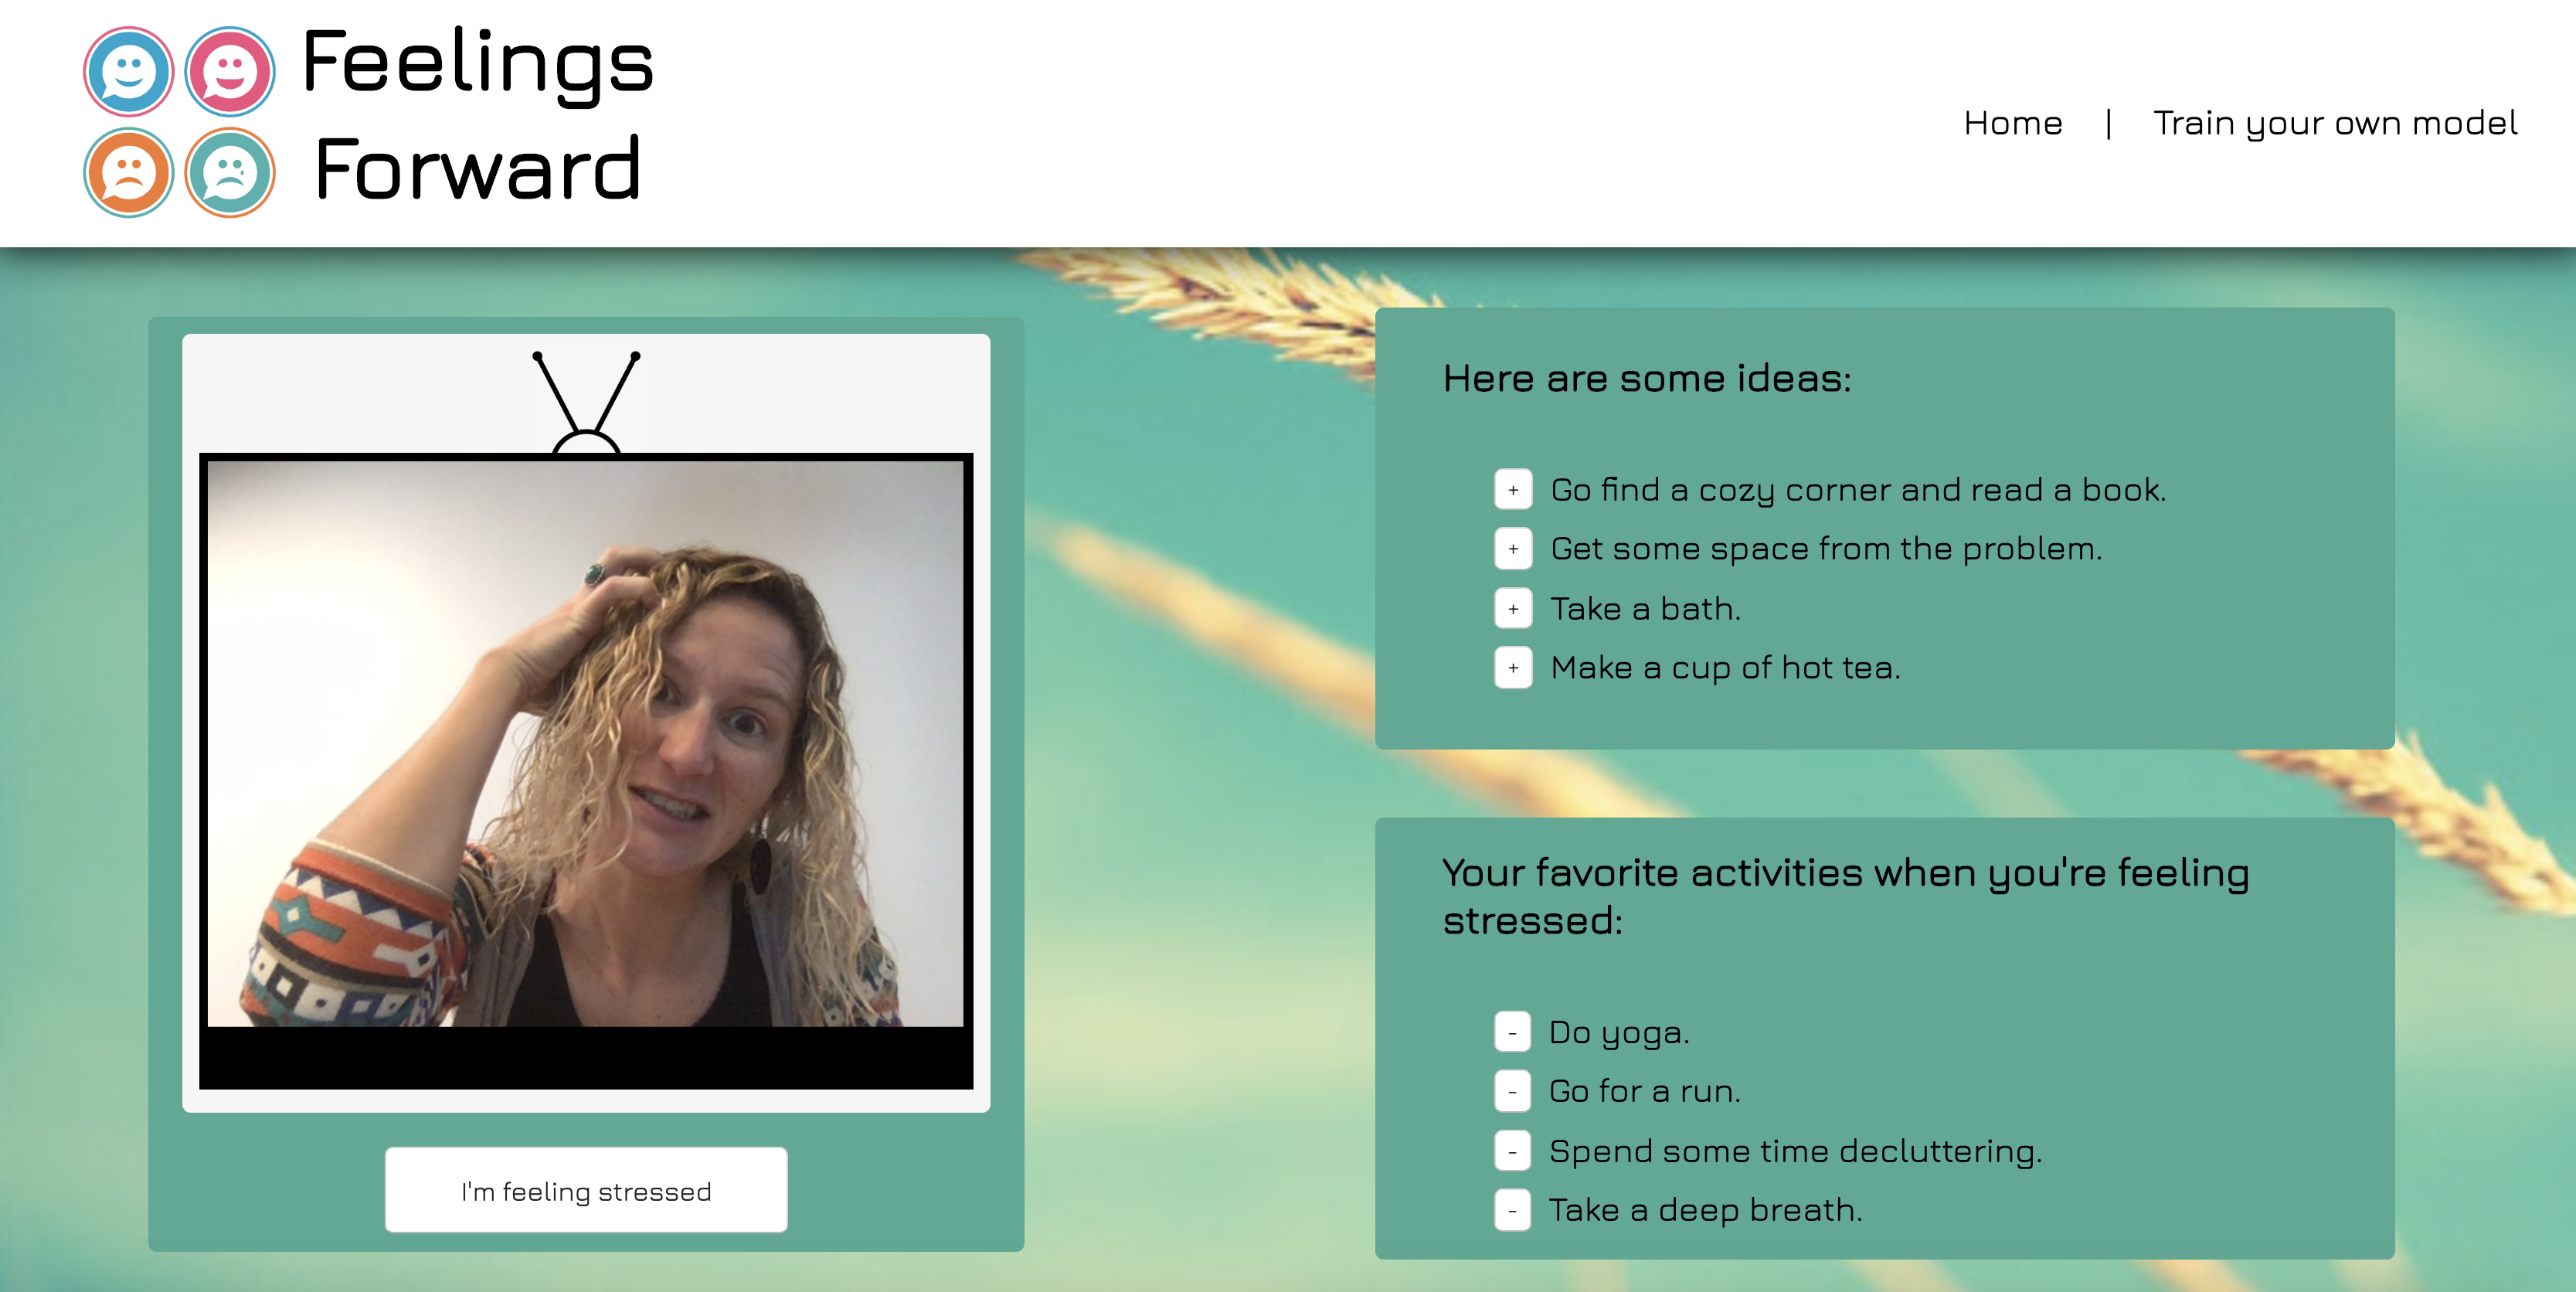 Feelings
Forward
Home | Train your own model
I'm feeling stressed
Here are some ideas:
+ Go find a cozy corner and read a book.
+ Get some space from the problem.
+ Take a bath.
+ Make a cup of hot tea.
Your favorite activities when you're feeling
stressed:
- Do yoga.
- Go for a run.
- Spend some time decluttering.
- Take a deep breath.